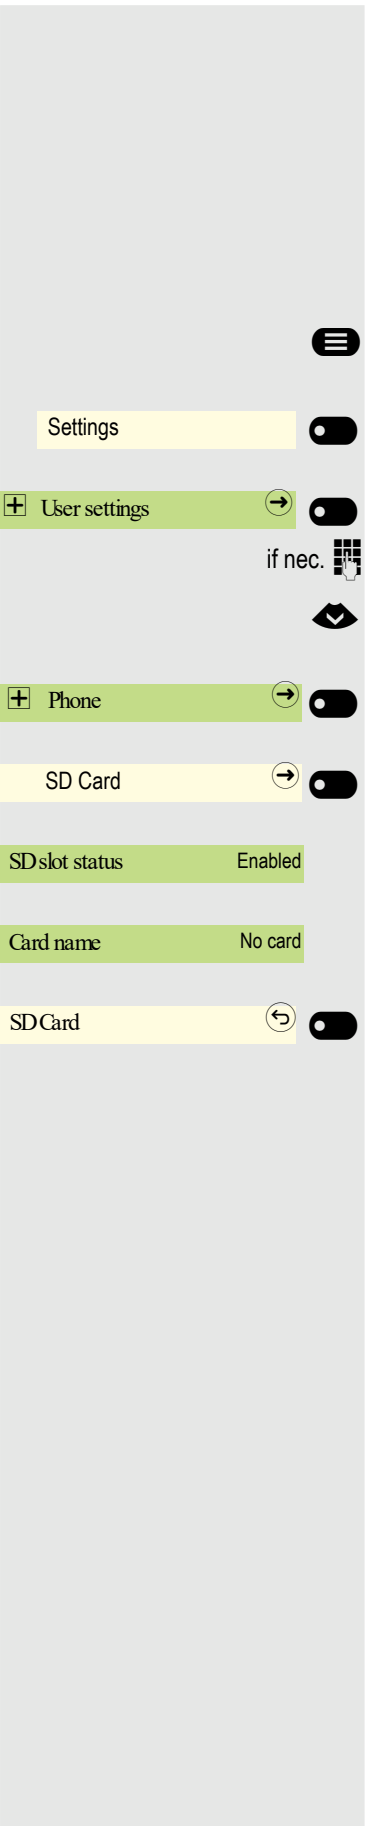 Settings
User settings
if nec.
Phone
SD Card
SD slot status Enabled
Card name No card
SD Card